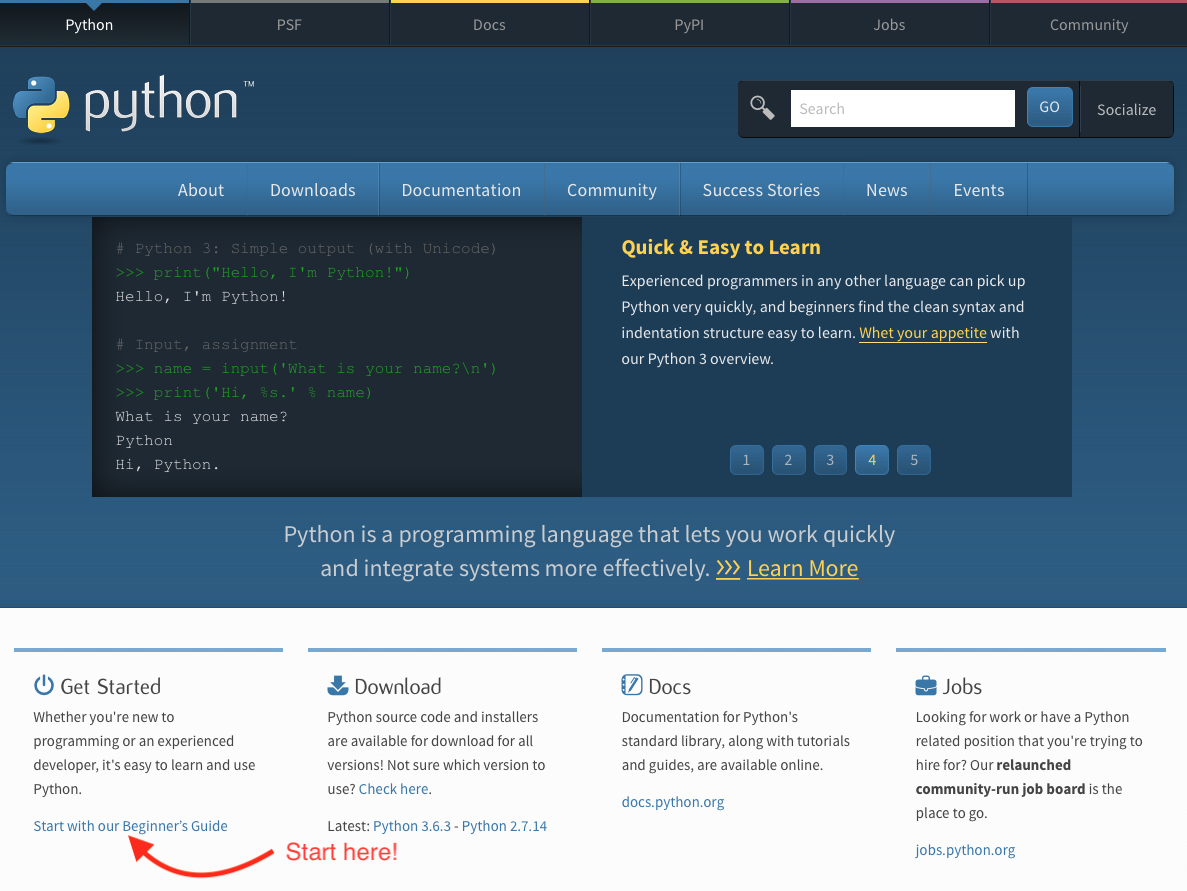 Python PSF Docs PyPI Jobs Community
python™
Search GO Socialize
About Downloads Documentation Community Success Stories News Events
# Python 3: Simple output (with Unicode)
>>> print("Hello, I'm Python!")
Hello, I'm Python!
# Input, assignment
>>> name = input('What is your name?\n')
>>> print('Hi, %s.' % name)
What is your name?
Python
Hi, Python.
Quick & Easy to Learn
Experienced programmers in any other language can pick up
Python very quickly, and beginners find the clean syntax and
indentation structure easy to learn. Whet your appetite with
our Python 3 overview.
1 2 3 4 5
Python is a programming language that lets you work quickly
and integrate systems more effectively. >>> Learn More
Get Started
Whether you're new to
programming or an experienced
developer, it's easy to learn and use
Python.
Start with our Beginner’s Guide
Start here!
Download
Python source code and installers
are available for download for all
versions! Not sure which version to
use? Check here.
Latest: Python 3.6.3 - Python 2.7.14
Docs
Documentation for Python's
standard library, along with tutorials
and guides, are available online.
docs.python.org
Jobs
Looking for work or have a Python
related position that you're trying to
hire for? Our relaunched
community-run job board is the
place to go.
jobs.python.org